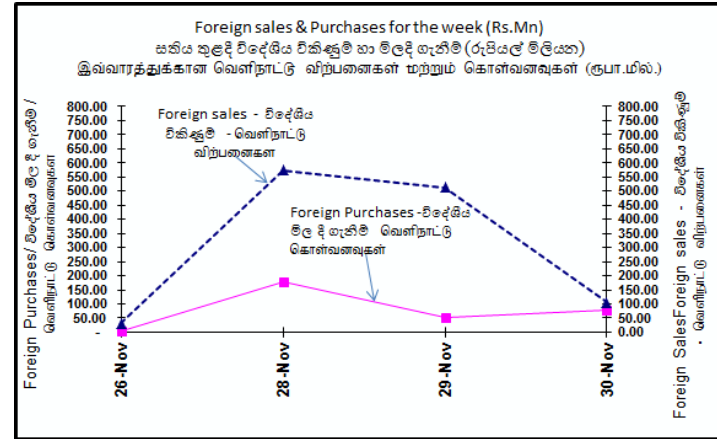 Foreign sales & Purchases for the week (Rs.Mn)
සතිය තුළදී විදේශීය විකිණුම් හා මිලදී ගැනීම් (රුපියල් මිලියන)
இவ்வாரத்துக்கான வெளிநாட்டு விற்பனைகள் மற்றும் கொள்வனவுகள் (ரூபா.மில்.)
Foreign Purchases/ විදේශීය මිල දී ගැනීම් /
வெளிநாட்டு கொள்வனவுகள
800.00
750.00
700.00
650.00
600.00
550.00
500.00
450.00
400.00
350.00
300.00
250.00
200.00
150.00
100.00
50.00
-
Foreign sales - විදේශීය
විකිණුම් - வெளிநாட்டு
விற்பனைகள
Foreign Purchases -විදේශීය
මිල දී ගැනීම් வெளிநாட்டு
கொள்வனவுகள்
800.00
750.00
700.00
650.00
600.00
550.00
500.00
450.00
400.00
350.00
300.00
250.00
200.00
150.00
100.00
50.00
0.00
Foreign SalesForeign sales - විදේශීය විකිණුම්
- வெளிநாட்டு விற்பனைகள்
26-Nov
28-Nov
29-Nov
30-Nov